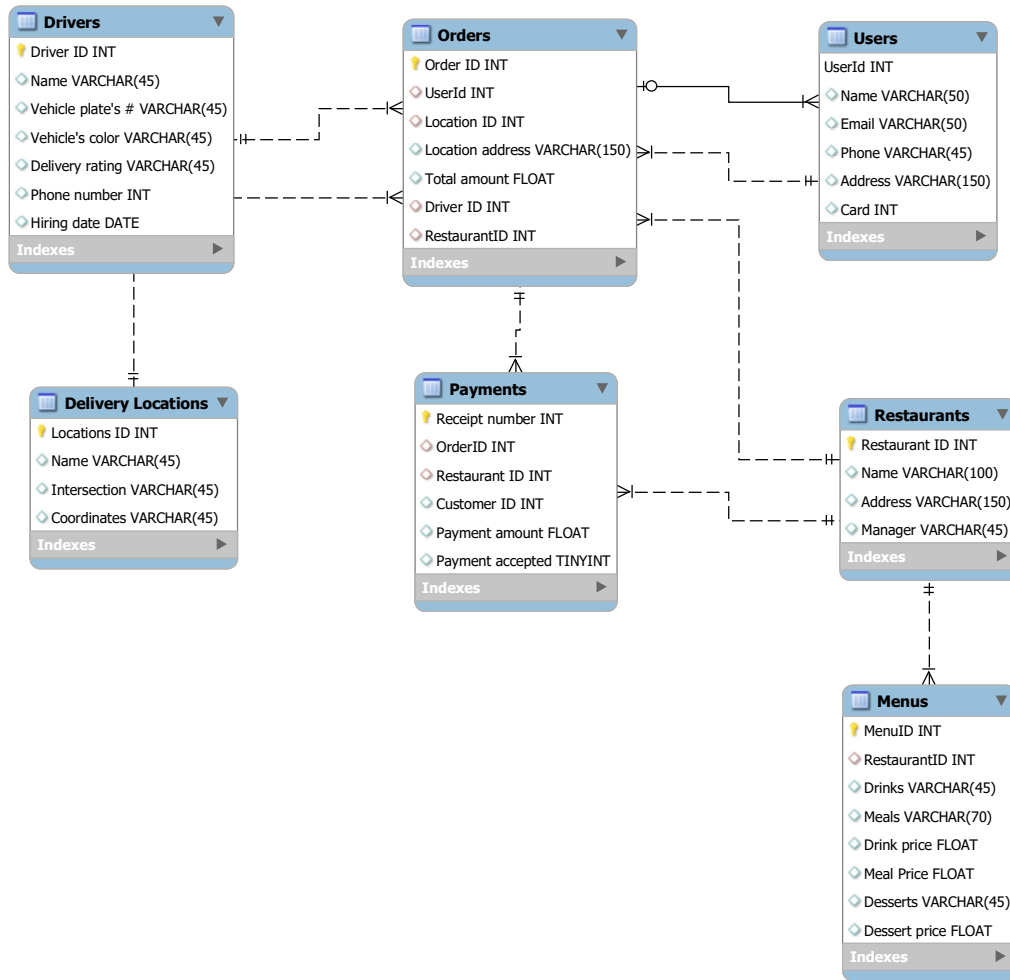 Drivers
Driver ID INT
Name VARCHAR(45)
Vehicle plate's # VARCHAR(45)
Vehicle's color VARCHAR(45)
Delivery rating VARCHAR(45)
Phone number INT
Hiring date DATE
Indexes
Orders
Order ID INT
UserId INT
Location ID INT
Location address VARCHAR(150)
Total amount FLOAT
Driver ID INT
RestaurantID INT
Indexes
Users
UserId INT
Name VARCHAR(50)
Email VARCHAR(50)
Phone VARCHAR(45)
Address VARCHAR(150)
Card INT
Indexes
Delivery Locations
Locations ID INT
Name VARCHAR(45)
Intersection VARCHAR(45)
Coordinates VARCHAR(45)
Indexes
Payments
Receipt number INT
OrderID INT
Restaurant ID INT
Customer ID INT
Payment amount FLOAT
Payment accepted TINYINT
Indexes
Restaurants
Restaurant ID INT
Name VARCHAR(100)
Address VARCHAR(150)
Manager VARCHAR(45)
Indexes
Menus
MenuID INT
RestaurantID INT
Drinks VARCHAR(45)
Meals VARCHAR(70)
Drink price FLOAT
Meal Price FLOAT
Desserts VARCHAR(45)
Dessert price FLOAT
Indexes